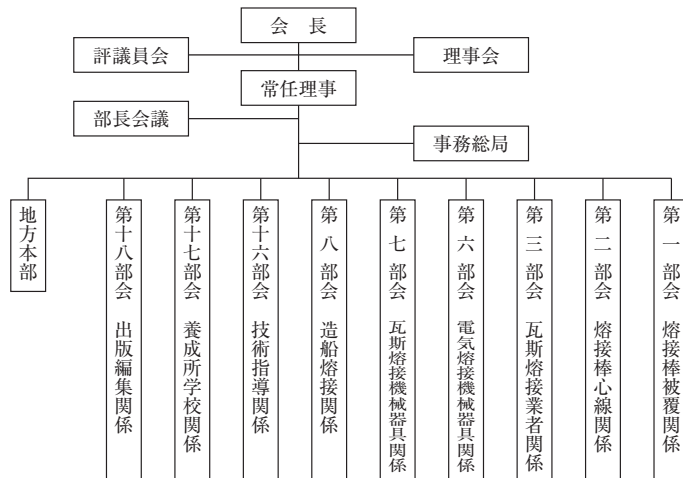 会 長
評議員会
理事会
常任理事
部長会議
事務総局
第一部会 熔接棒被覆関係
第二部会 熔接棒心線関係
第三部会 瓦斯熔接業者関係
第六部会 電気熔接機械器具関係
第七部会 瓦斯熔接機械器具関係
第八部会 造船熔接関係
第十六部会 技術指導関係
第十七部会 養成所学校関係
第十八部会 出版編集関係
地方本部